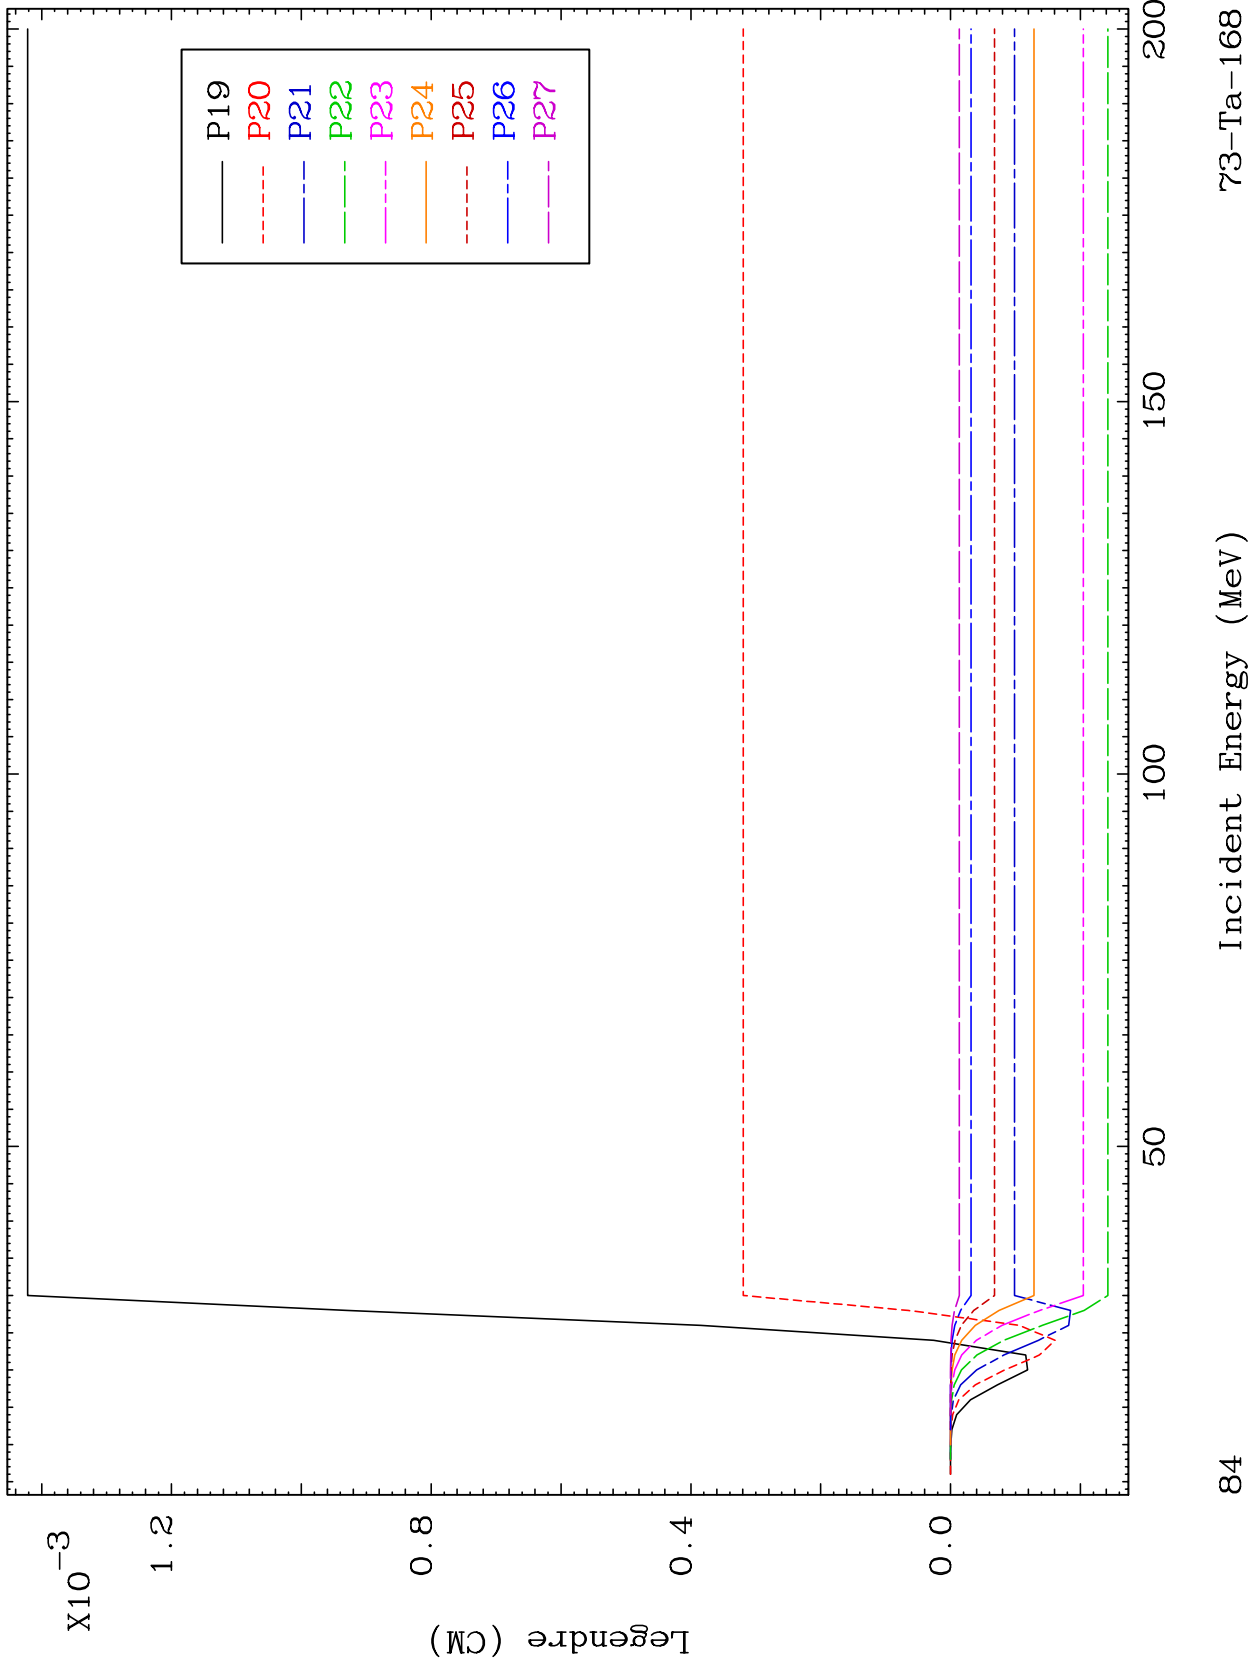 X10-3
1.2
0.8
0.4
0.0
Legendre (CM)
P19
P20
P21
P22
P23
P24
P25
P26
P27
50
100
150
200
Incident Energy (MeV)
84
73-Ta-168